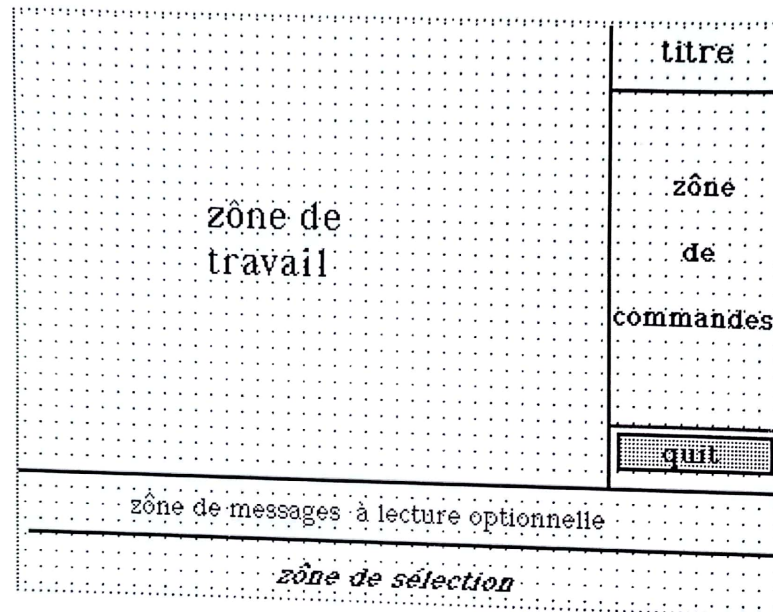 titre
zône de
travail
zône
de
commandes
quit
zône de messages à lecture optionnelle
zône de sélection